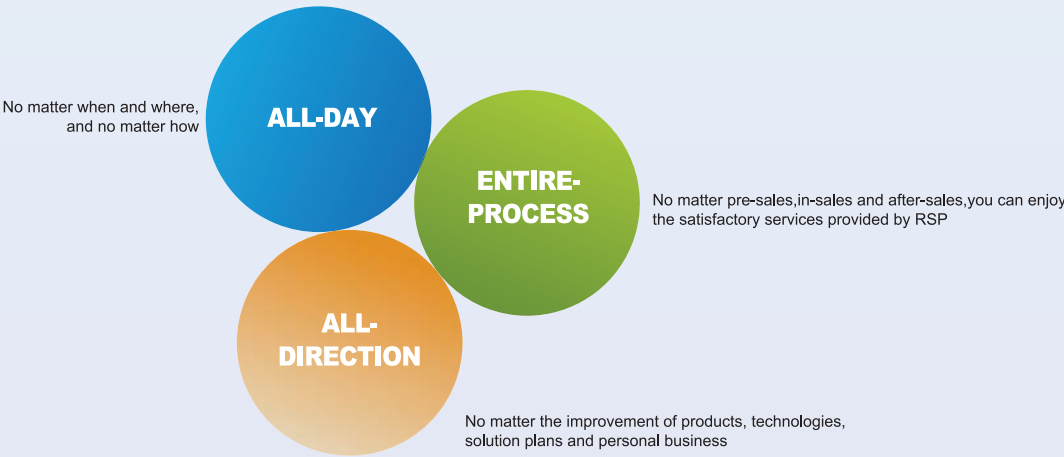 No matter when and where,
and no matter how
ALL-DAY
ENTIRE-
PROCESS
No matter pre-sales,in-sales and after-sales,you can enjoy
the satisfactory services provided by RSP
ALL-
DIRECTION
No matter the improvement of products, technologies,
solution plans and personal business